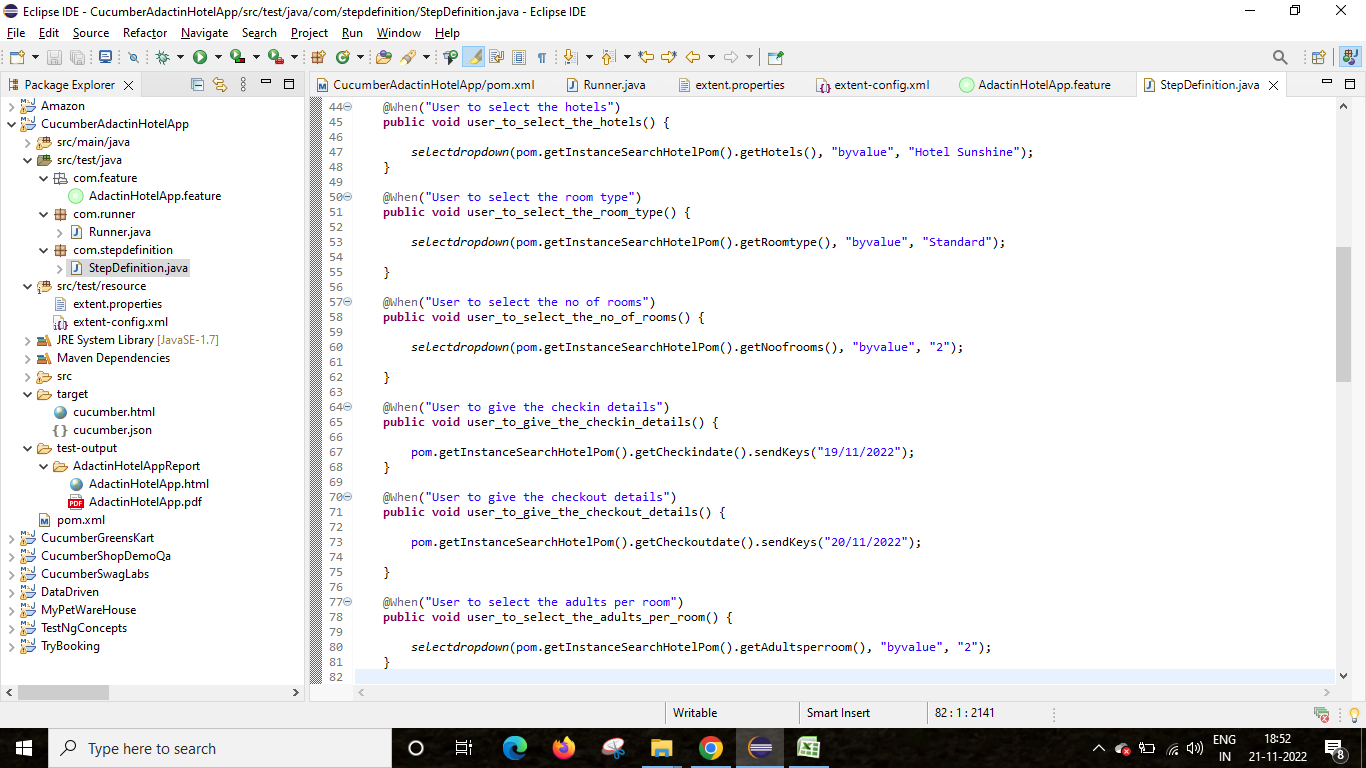 Eclipse IDE - CucumberAdactinHotelApp/src/test/java/com/stepdefinition/StepDefinition.java - Eclipse IDE
File Edit Source Refactor Navigate Search Project Run Window Help
Package Explorer
Amazon
CucumberAdactinHotelApp
src/main/java
src/test/java
com.feature
AdactinHotelApp.feature
com.runner
Runner.java
com.stepdefinition
StepDefinition.java
src/test/resource
extent.properties
extent-config.xml
JRE System Library [JavaSE-1.7]
Maven Dependencies
src
target
cucumber.html
cucumber.json
test-output
AdactinHotelAppReport
AdactinHotelApp.html
AdactinHotelApp.pdf
pom.xml
CucumberGreensKart
CucumberShopDemoQa
CucumberSwagLabs
DataDriven
MyPetWareHouse
TestNgConcepts
TryBooking
CucumberAdactinHotelApp/pom.xml Runner.java extent.properties extent-config.xml AdactinHotelApp.feature StepDefinition.java
44 @When("User to select the hotels")
45 public void user_to_select_the_hotels() {
46
47 selectdropdown(pom.getInstanceSearchHotelPom().getHotels(), "byvalue", "Hotel Sunshine");
48 }
49
50 @When("User to select the room type")
51 public void user_to_select_the_room_type() {
52
53 selectdropdown(pom.getInstanceSearchHotelPom().getRoomtype(), "byvalue", "Standard");
54
55 }
56
57 @When("User to select the no of rooms")
58 public void user_to_select_the_no_of_rooms() {
59
60 selectdropdown(pom.getInstanceSearchHotelPom().getNoofrooms(), "byvalue", "2");
61
62 }
63
64 @When("User to give the checkin details")
65 public void user_to_give_the_checkin_details() {
66
67 pom.getInstanceSearchHotelPom().getCheckindate().sendKeys("19/11/2022");
68 }
69
70 @When("User to give the checkout details")
71 public void user_to_give_the_checkout_details() {
72
73 pom.getInstanceSearchHotelPom().getCheckoutdate().sendKeys("20/11/2022");
74
75 }
76
77 @When("User to select the adults per room")
78 public void user_to_select_the_adults_per_room() {
79
80 selectdropdown(pom.getInstanceSearchHotelPom().getAdultsperroom(), "byvalue", "2");
81 }
82
Writable Smart Insert 82 : 1 : 2141
Type here to search
ENG
IN
18:52
21-11-2022
8